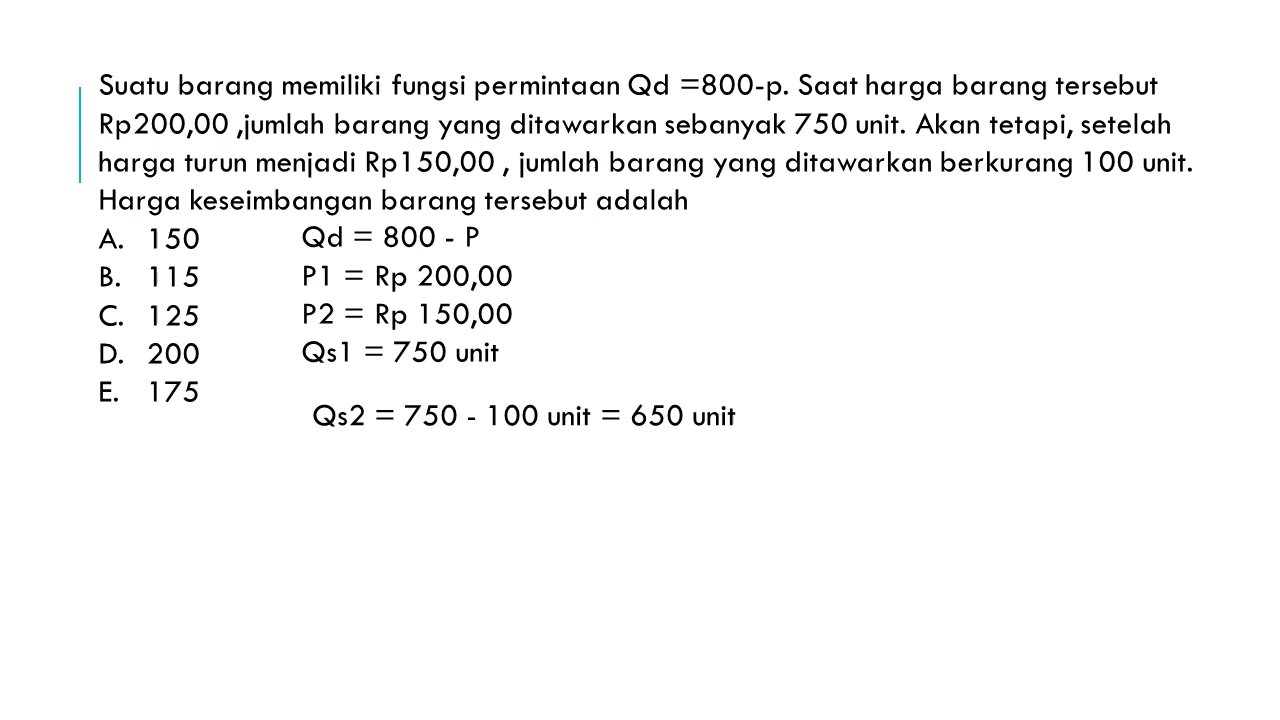 Suatu barang memiliki fungsi permintaan Qd =800-p. Saat harga barang tersebut
Rp200,00 ,jumlah barang yang ditawarkan sebanyak 750 unit. Akan tetapi, setelah
harga turun menjadi Rp150,00 , jumlah barang yang ditawarkan berkurang 100 unit.
Harga keseimbangan barang tersebut adalah
A. 150
B. 115
C. 125
D. 200
E. 175
Qd = 800 - P
P1 = Rp 200,00
P2 = Rp 150,00
Qs1 = 750 unit
Qs2 = 750 - 100 unit = 650 unit